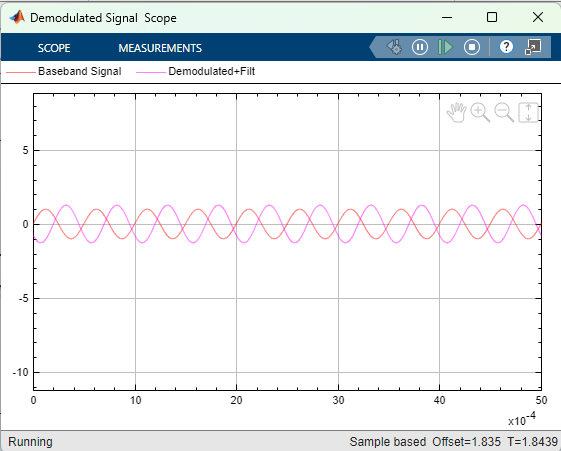 Demodulated Signal Scope
SCOPE MEASUREMENTS
Baseband Signal Demodulated+Filt
5
0
-5
-10
0 10 20 30 40 50
x10-4
Running Sample based Offset=1.835 T=1.8439